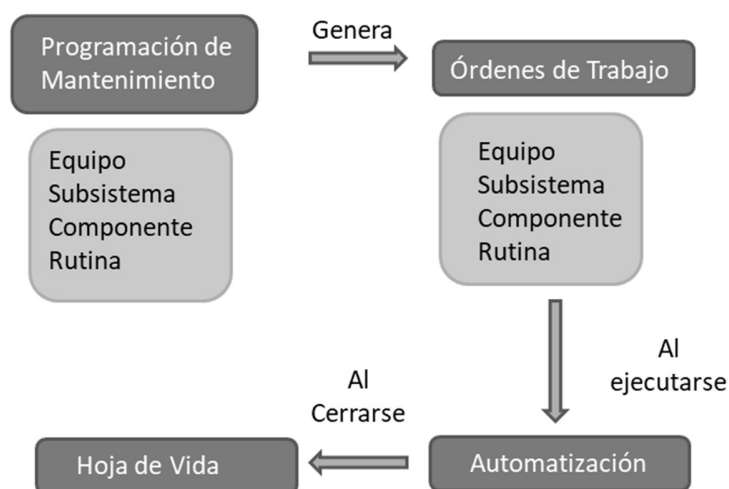 Programación de
Mantenimiento
Genera
Órdenes de Trabajo
Equipo
Subsistema
Componente
Rutina
Equipo
Subsistema
Componente
Rutina
Al
ejecutarse
Al
Cerrarse
Hoja de Vida
Automatización